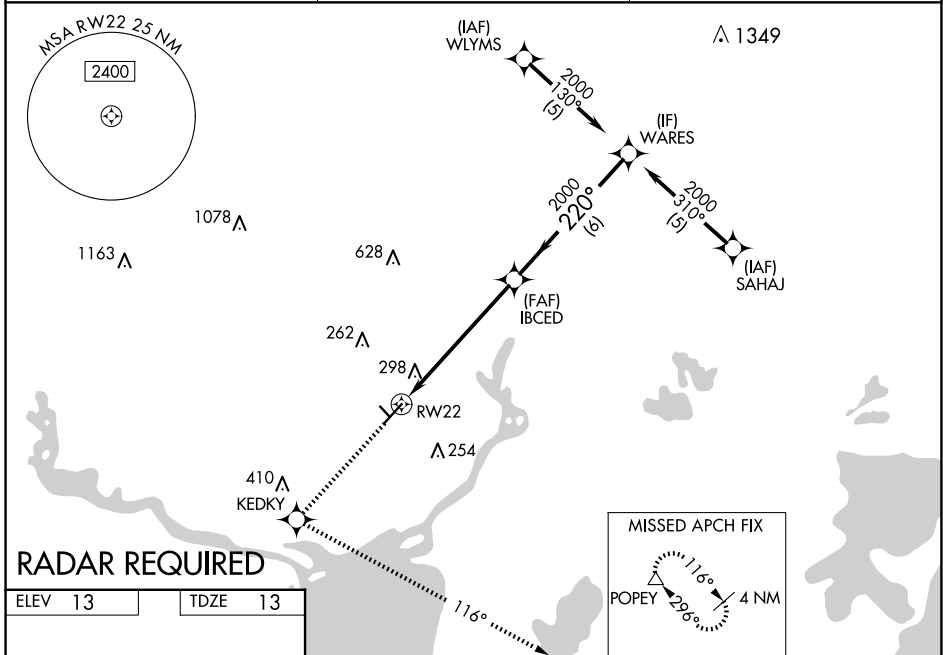 MSA RW22 25 NM
2400
(IAF)
WLYMS
1349
2000
130°
(5)
(IF)
WARES
2000
220°
(6)
2000
310°
(5)
(IAF)
SAHAJ
1078
1163
628
(FAF)
IBCED
262
298
RW22
254
410
KEDKY
116°
MISSED APCH FIX
116°
POPEY
296°
4 NM
RADAR REQUIRED
ELEV 13
TDZE 13